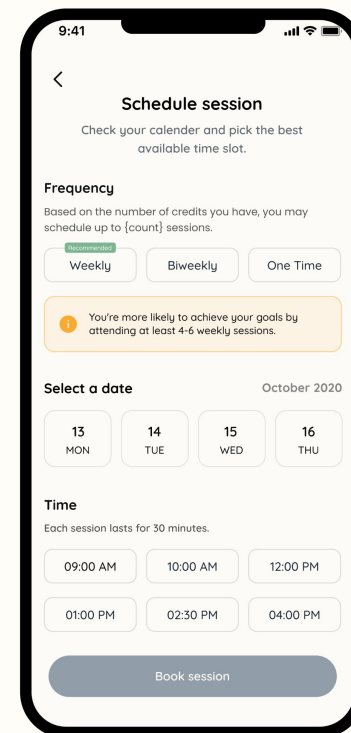 9:41
Schedule session
Check your calender and pick the best
available time slot.
Frequency
Based on the number of credits you have, you may
schedule up to {count} sessions.
Recommended
Weekly Biweekly One Time
You're more likely to achieve your goals by
attending at least 4-6 weekly sessions.
Select a date October 2020
13 14 15 16
MON TUE WED THU
Time
Each session lasts for 30 minutes.
09:00 AM 10:00 AM 12:00 PM
01:00 PM 02:30 PM 04:00 PM
Book session